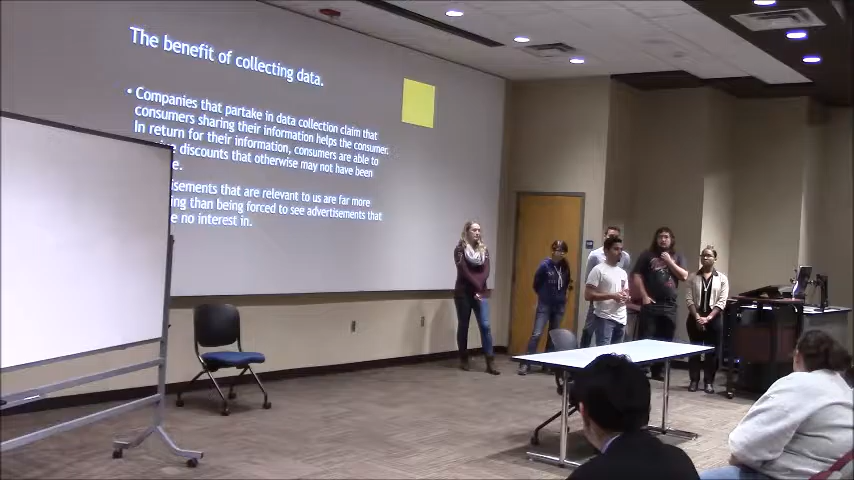 The benefit of collecting data.
• Companies that partake in data collection claim that
consumers sharing their information helps the consumer.
In return for their information, consumers are able to
discounts that otherwise may not have been
isements that are relevant to us are far more
ing than being forced to see advertisements that
e no interest in.